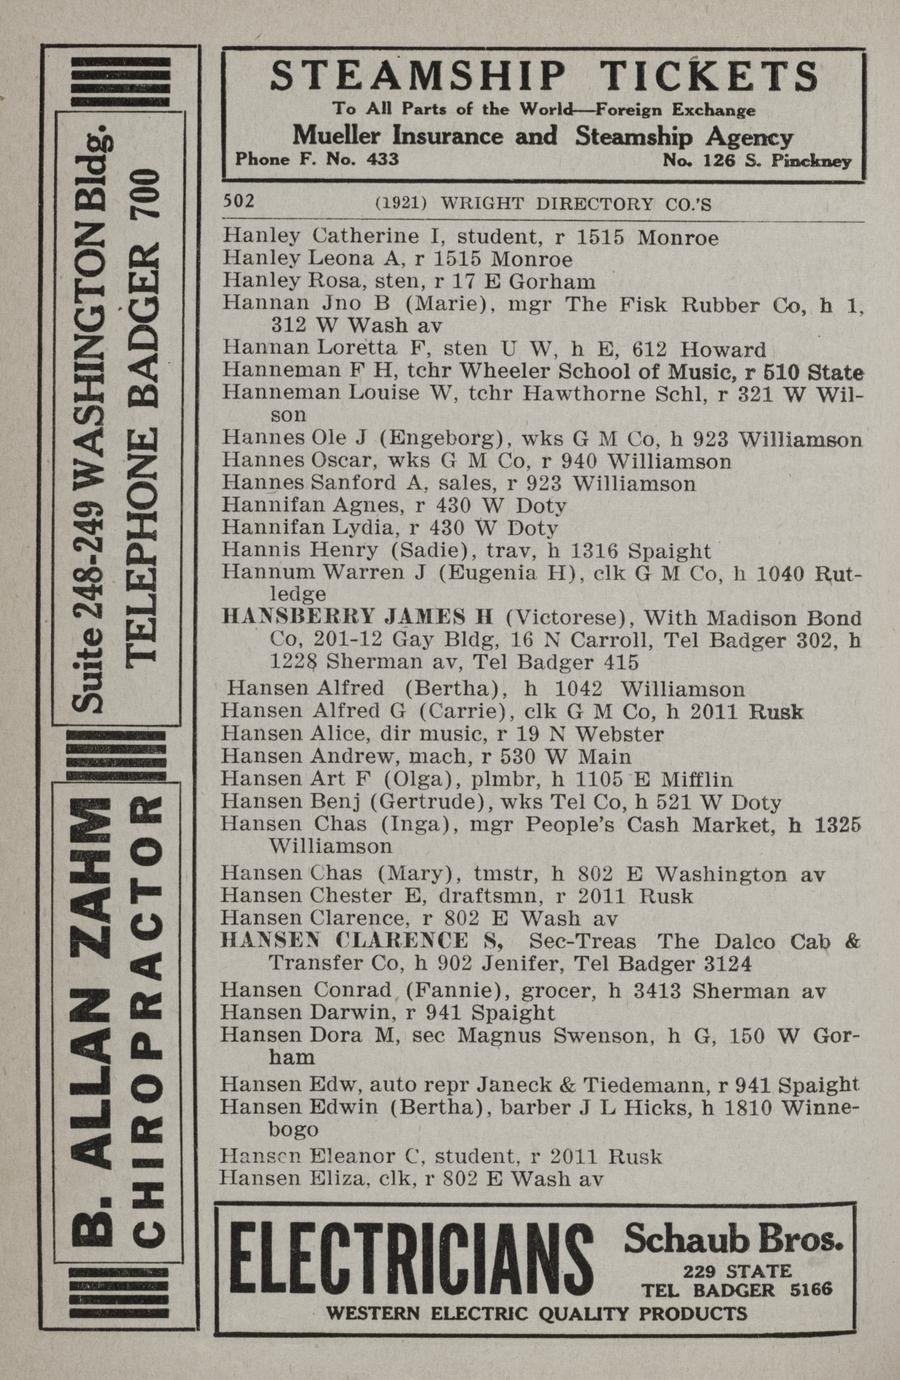 STEAMSHIP TICKETS
To All Parts of the World—Foreign Exchange
Mueller Insurance and Steamship Agency
Phone F. No. 433 No. 126 S. Pinckney
502 (1921) WRIGHT DIRECTORY CO.'S
Hanley Catherine I, student, r 1515 Monroe
Hanley Leona A, r 1515 Monroe
Hanley Rosa, sten, r 17 E Gorham
Hannan Jno B (Marie), mgr The Fisk Rubber Co, h 1,
312 W Wash av
Hannan Loretta F, sten U W, h E, 612 Howard
Hanneman F H, tchr Wheeler School of Music, r 510 State
Hanneman Louise W, tchr Hawthorne Schl, r 321 W Wil-
son
Hannes Ole J (Engeborg), wks G M Co, h 923 Williamson
Hannes Oscar, wks G M Co, r 940 Williamson
Hannes Sanford A, sales, r 923 Williamson
Hannifan Agnes, r 430 W Doty
Hannifan Lydia, r 430 W Doty
Hannis Henry (Sadie), trav, h 1316 Spaight
Hannum Warren J (Eugenia H), clk G M Co, h 1040 Rut-
ledge
HANSBERRY JAMES H (Victorese), With Madison Bond
Co, 201-12 Gay Bldg, 16 N Carroll, Tel Badger 302, h
1228 Sherman av, Tel Badger 415
Hansen Alfred (Bertha), h 1042 Williamson
Hansen Alfred G (Carrie), clk G M Co, h 2011 Rusk
Hansen Alice, dir music, r 19 N Webster
Hansen Andrew, mach, r 530 W Main
Hansen Art F (Olga), plmbr, h 1105 E Mifflin
Hansen Benj (Gertrude), wks Tel Co, h 521 W Doty
Hansen Chas (Inga), mgr People's Cash Market, h 1325
Williamson
Hansen Chas (Mary), tmstr, h 802 E Washington av
Hansen Chester E, draftsmn, r 2011 Rusk
Hansen Clarence, r 802 E Wash av
HANSEN CLARENCE S, Sec-Treas The Dalco Cab &
Transfer Co, h 902 Jenifer, Tel Badger 3124
Hansen Conrad (Fannie), grocer, h 3413 Sherman av
Hansen Darwin, r 941 Spaight
Hansen Dora M, sec Magnus Swenson, h G, 150 W Gor-
ham
Hansen Edw, auto repr Janeck & Tiedemann, r 941 Spaight
Hansen Edwin (Bertha), barber J L Hicks, h 1810 Winne-
bogo
Hansen Eleanor C, student, r 2011 Rusk
Hansen Eliza, clk, r 802 E Wash av
ELECTRICIANS
Schaub Bros.
229 STATE
TEL BADGER 5166
WESTERN ELECTRIC QUALITY PRODUCTS
B. ALLAN ZAHM
CHIROPRACTOR
Suite 248-249 WASHINGTON Bldg.
TELEPHONE BADGER 700